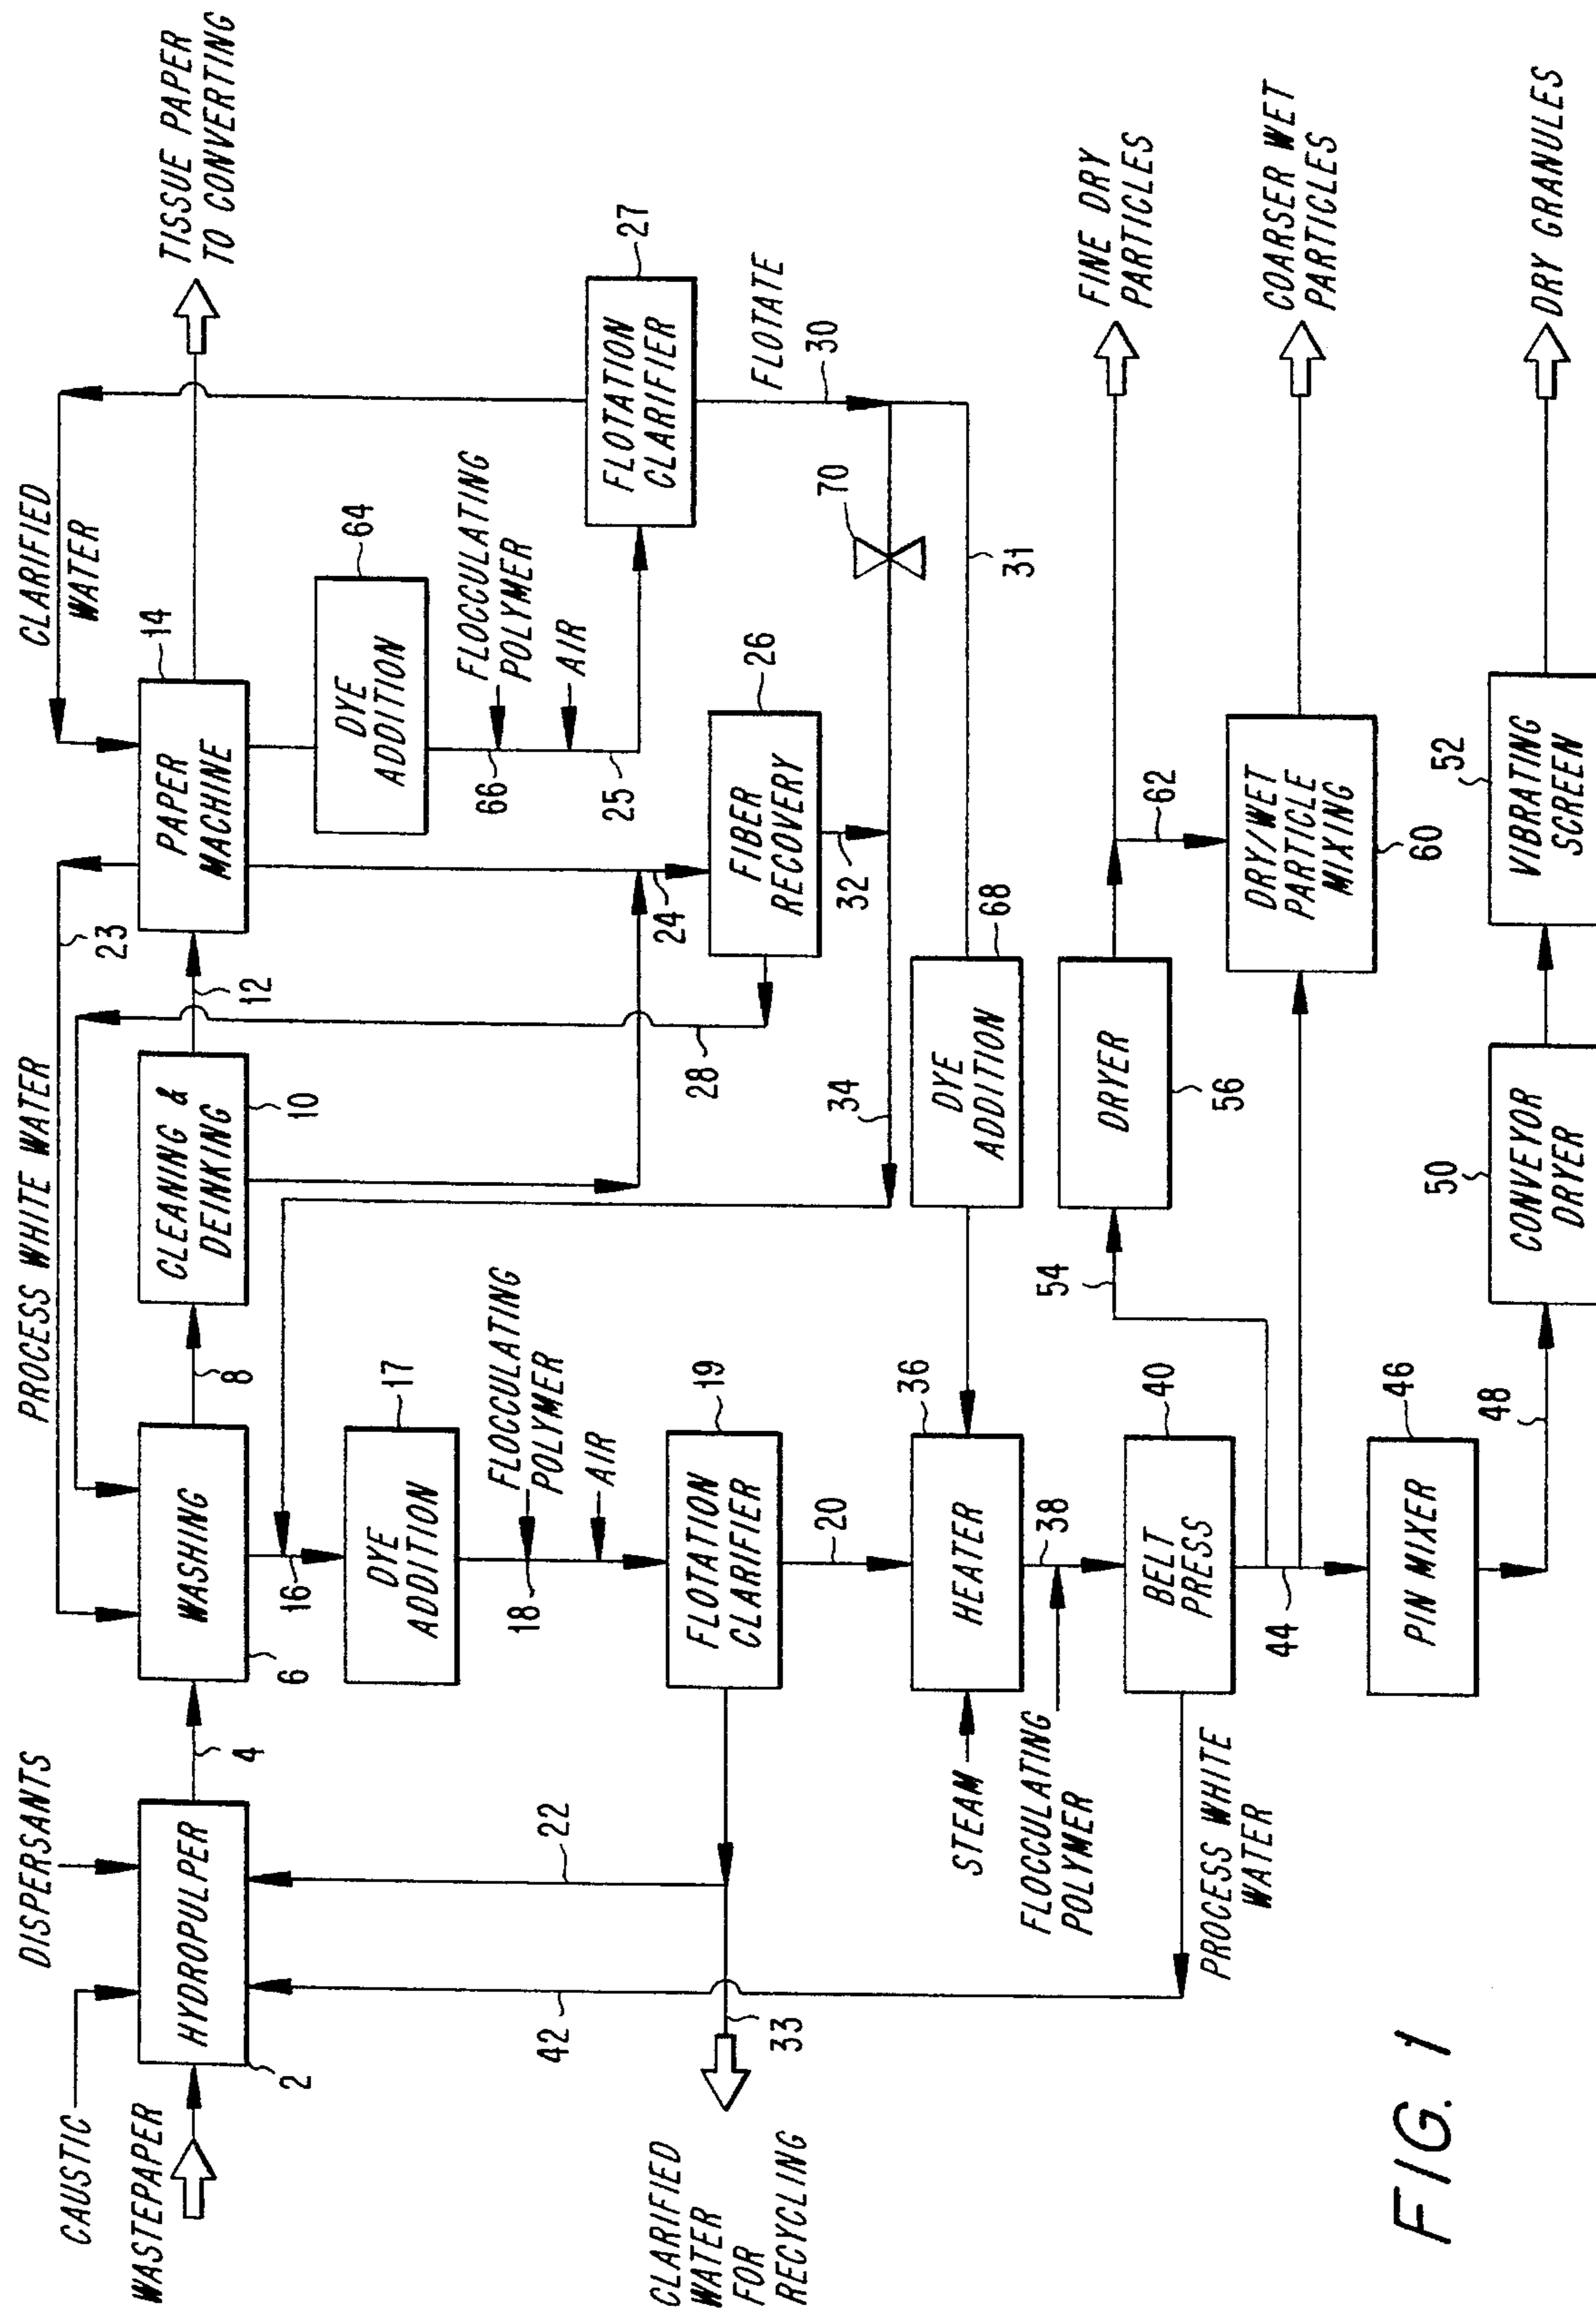 CAUSTIC
DISPERSANTS
PROCESS WHITE WATER
23
CLARIFIED
WATER
WASTEPAPER
HYDROPULPER
2
4
WASHING
6
8
CLEANING &
DEINKING
10
12
PAPER
MACHINE
14
TISSUE PAPER
TO CONVERTING
16
DYE
ADDITION
17
DYE
ADDITION
64
22
42
18
FLOCCULATING
POLYMER
AIR
66
FLOCCULATING
POLYMER
AIR
25
24
28
FLOTATION
CLARIFIER
19
FIBER
RECOVERY
26
FLOTATION
CLARIFIER
27
CLARIFIED
WATER
FOR
RECYCLING
33
20
34
32
70
FLOTATE
30
31
STEAM
HEATER
36
DYE
ADDITION
68
FLOCCULATING
POLYMER
38
BELT
PRESS
40
54
DRYER
56
FINE DRY
PARTICLES
PROCESS WHITE
WATER
44
62
DRY/WET
PARTICLE
MIXING
60
COARSER WET
PARTICLES
PIN MIXER
46
48
CONVEYOR
DRYER
50
VIBRATING
SCREEN
52
DRY GRANULES
FIG. 1